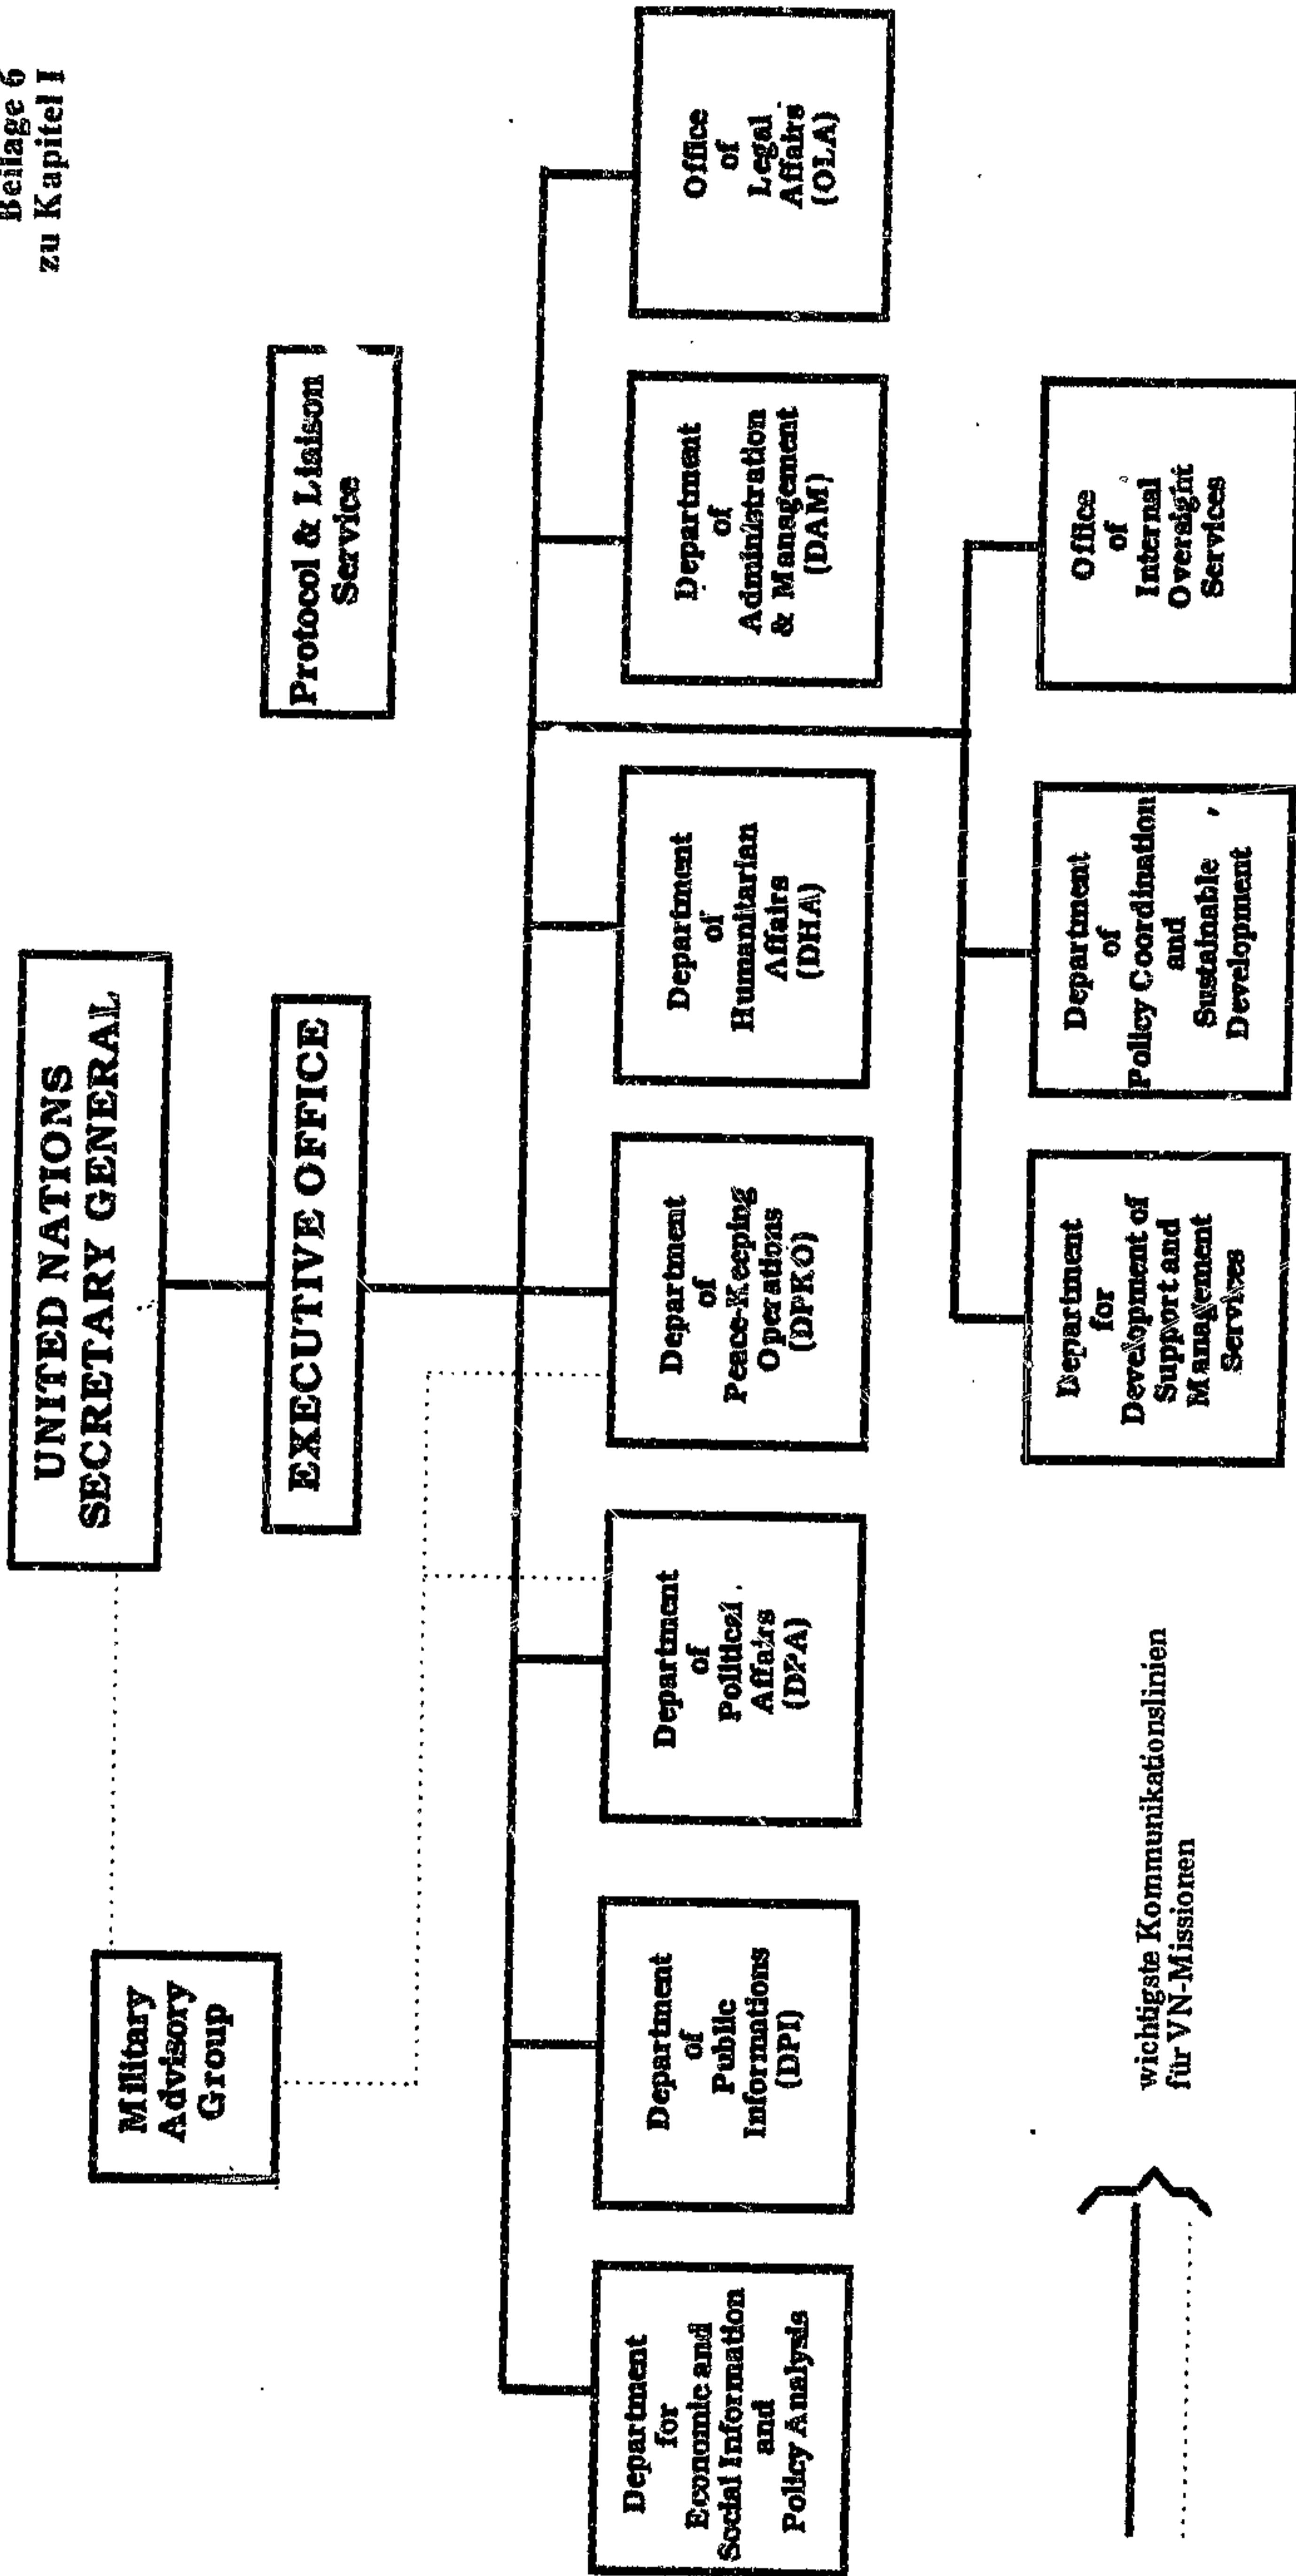 Beilage 6
zu Kapitel I
UNITED NATIONS
SECRETARY GENERAL
Military
Advisory
Group
EXECUTIVE OFFICE
Protocol & Liaison
Service
Department
for
Economic and
Social Information
and
Policy Analysis
Department
of
Public
Informations
(DPI)
Department
of
Political
Affairs
(DPA)
Department
of
Peace-Keeping
Operations
(DPKO)
Department
of
Humanitarian
Affairs
(DHA)
Department
of
Administration
& Management
(DAM)
Office
of
Legal
Affairs
(OLA)
Department
for
Development of
Support and
Management
Services
Department
of
Policy Coordination
and
Sustainable
Development
Office
of
Internal
Oversight
Services
wichtigste Kommunikationslinien
für VN-Missionen